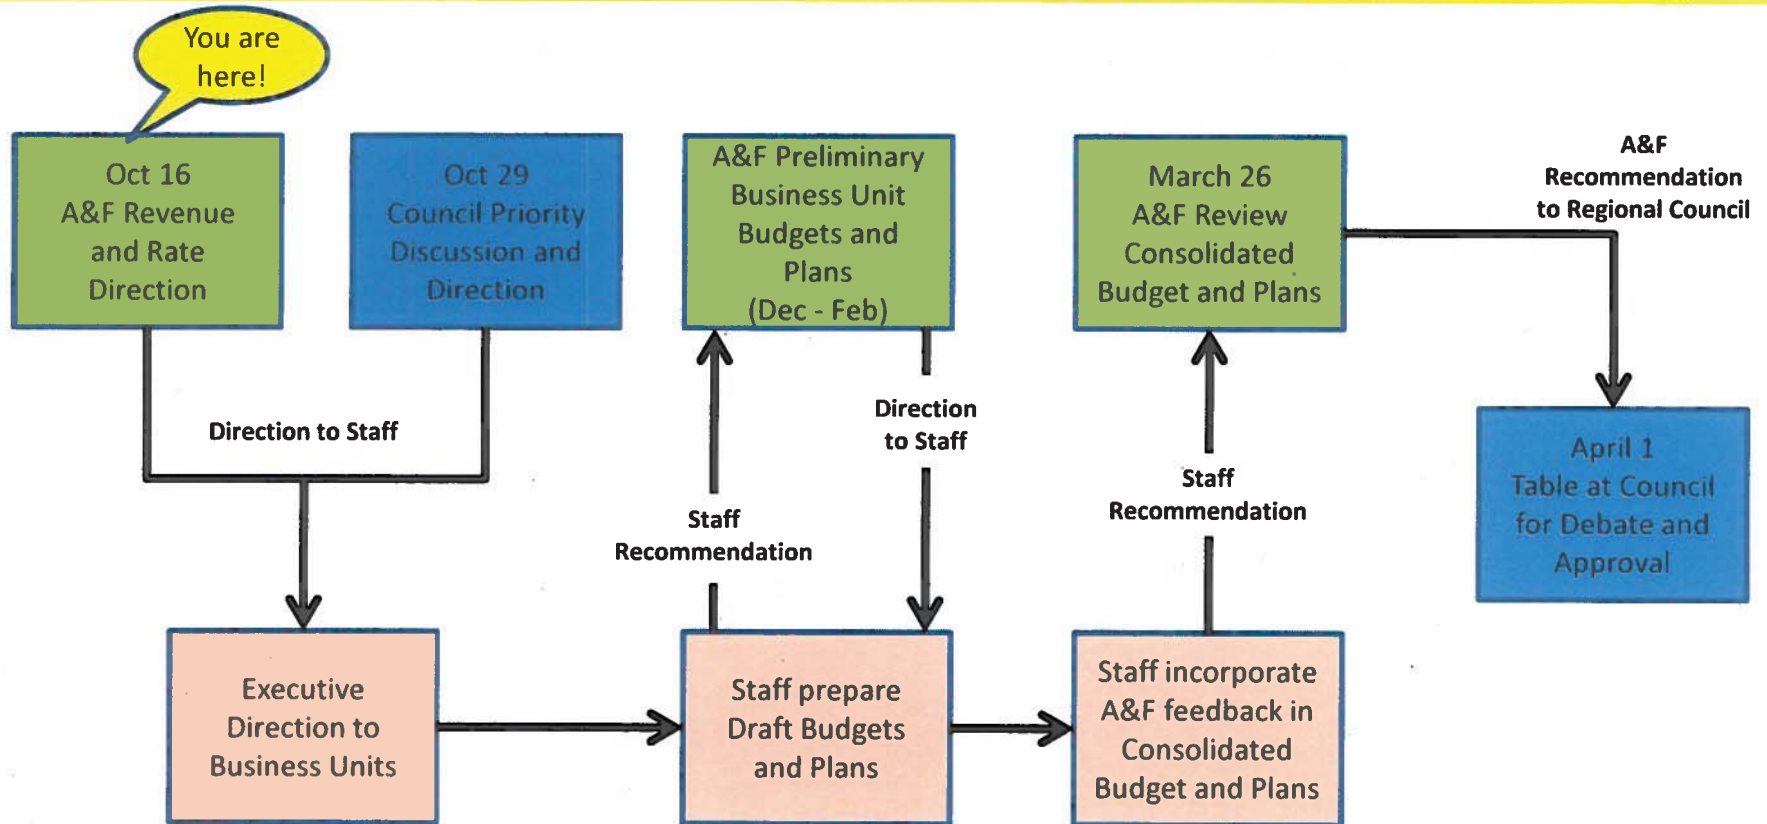 You are
here!
Oct 16
A&F Revenue
and Rate
Direction
Oct 29
Council Priority
Discussion and
Direction
A&F Preliminary
Business Unit
Budgets and
Plans
(Dec - Feb)
March 26
A&F Review
Consolidated
Budget and Plans
A&F
Recommendation
to Regional Council
Direction to Staff
Staff
Recommendation
Direction
to Staff
Staff
Recommendation
April 1
Table at Council
for Debate and
Approval
Executive
Direction to
Business Units
Staff prepare
Draft Budgets
and Plans
Staff incorporate
A&F feedback in
Consolidated
Budget and Plans